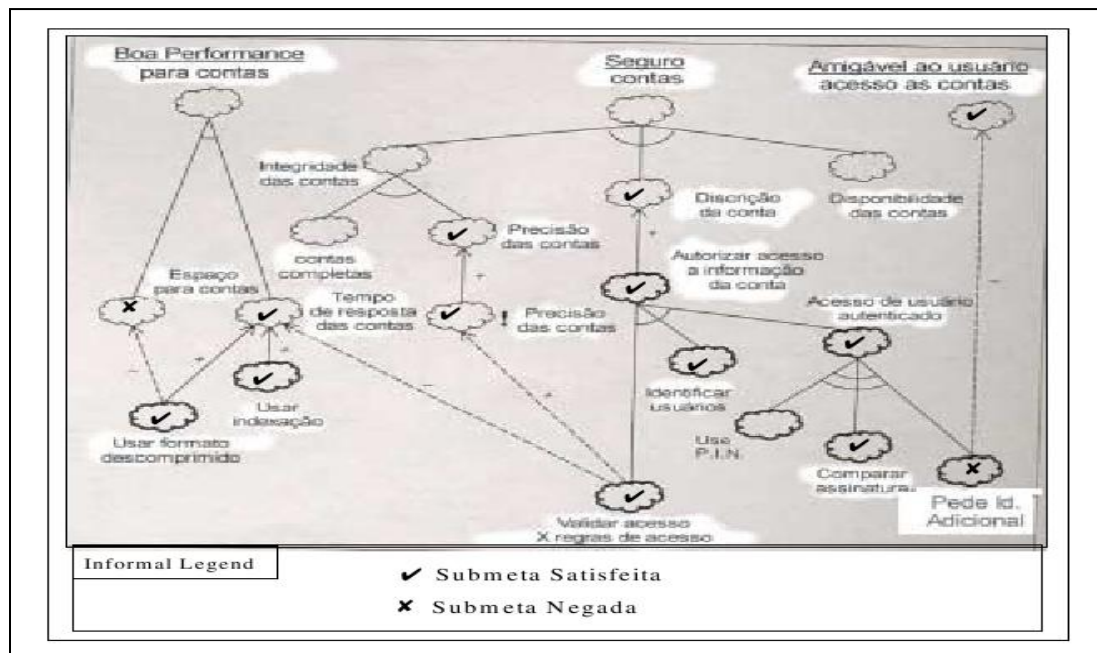 Boa Performance
para contas
Seguro
contas
Amigável ao usuário
acesso as contas
Integridade
das contas
Discrição
da conta
Disponibilidade
das contas
contas
completas
Precisão
das contas
Autorizar acesso
a informação
da conta
Espaço
para contas
Tempo
de resposta
das contas
! Precisão
das contas
Acesso de usuário
autenticado
Identificar
usuários
Usar
indexação
Usar formato
descomprimido
Use
P.I.N.
Comparar
assinatura
Pede Id.
Adicional
Validar acesso
X regras de acesso
Informal Legend
✔ Submeta Satisfeita
✘ Submeta Negada